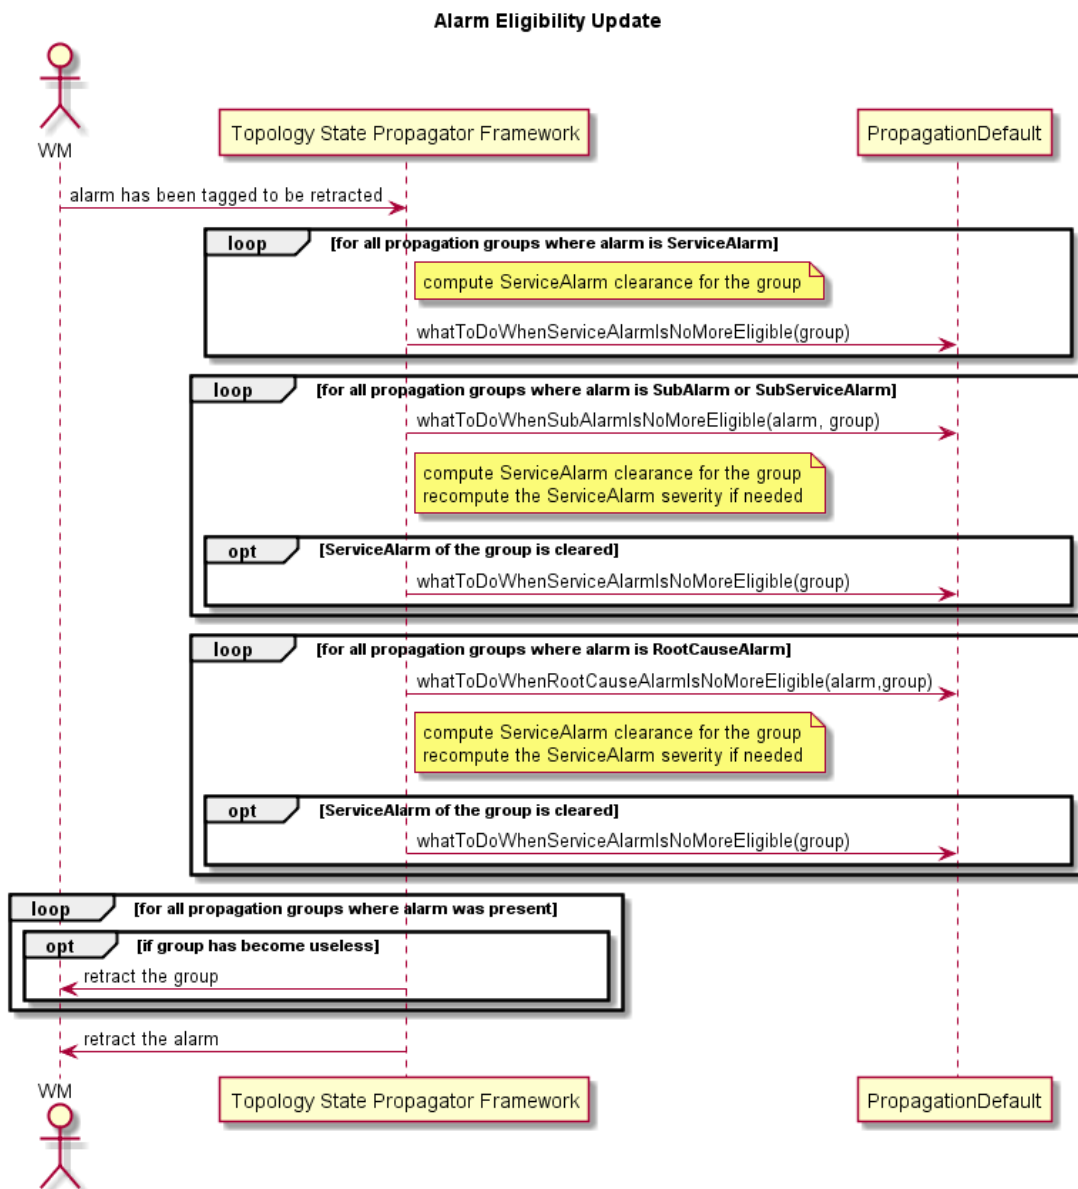 Alarm Eligibility Update
WM
Topology State Propagator Framework
PropagationDefault
alarm has been tagged to be retracted
loop
[for all propagation groups where alarm is ServiceAlarm]
compute ServiceAlarm clearance for the group
whatToDoWhenServiceAlarmIsNoMoreEligible(group)
loop
[for all propagation groups where alarm is SubAlarm or SubServiceAlarm]
whatToDoWhenSubAlarmIsNoMoreEligible(alarm, group)
compute ServiceAlarm clearance for the group
recompute the ServiceAlarm severity if needed
opt
[ServiceAlarm of the group is cleared]
whatToDoWhenServiceAlarmIsNoMoreEligible(group)
loop
[for all propagation groups where alarm is RootCauseAlarm]
whatToDoWhenRootCauseAlarmIsNoMoreEligible(alarm,group)
compute ServiceAlarm clearance for the group
recompute the ServiceAlarm severity if needed
opt
[ServiceAlarm of the group is cleared]
whatToDoWhenServiceAlarmIsNoMoreEligible(group)
loop
[for all propagation groups where alarm was present]
opt
[if group has become useless]
retract the group
retract the alarm
WM
Topology State Propagator Framework
PropagationDefault